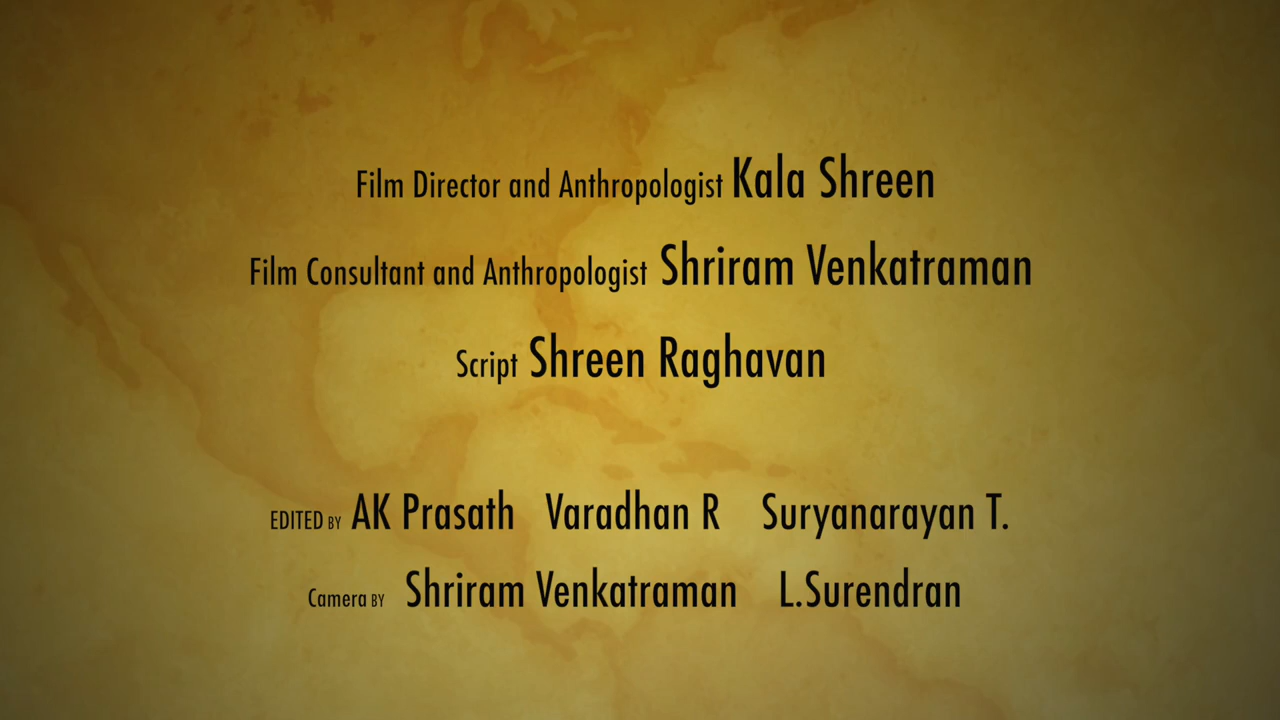 Film Director and Anthropologist Kala Shreen
Film Consultant and Anthropologist Shriram Venkatraman
Script Shreen Raghavan
EDITED BY AK Prasath Varadhan R Suryanarayan T.
Camera BY Shriram Venkatraman L.Surendran